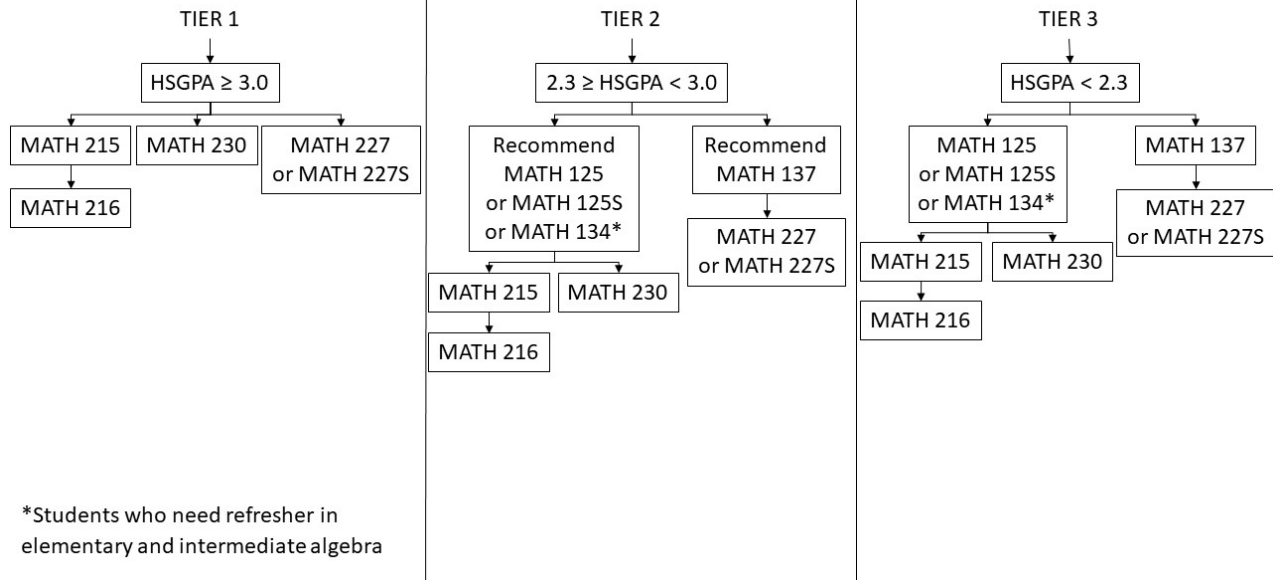 TIER 1
HSGPA ≥ 3.0
MATH 215
MATH 230
MATH 227
or MATH 227S
MATH 216
*Students who need refresher in
elementary and intermediate algebra
TIER 2
2.3 ≥ HSGPA < 3.0
Recommend
MATH 125
or MATH 125S
or MATH 134*
Recommend
MATH 137
MATH 227
or MATH 227S
MATH 215
MATH 230
MATH 216
TIER 3
HSGPA < 2.3
MATH 125
or MATH 125S
or MATH 134*
MATH 137
MATH 227
or MATH 227S
MATH 215
MATH 230
MATH 216